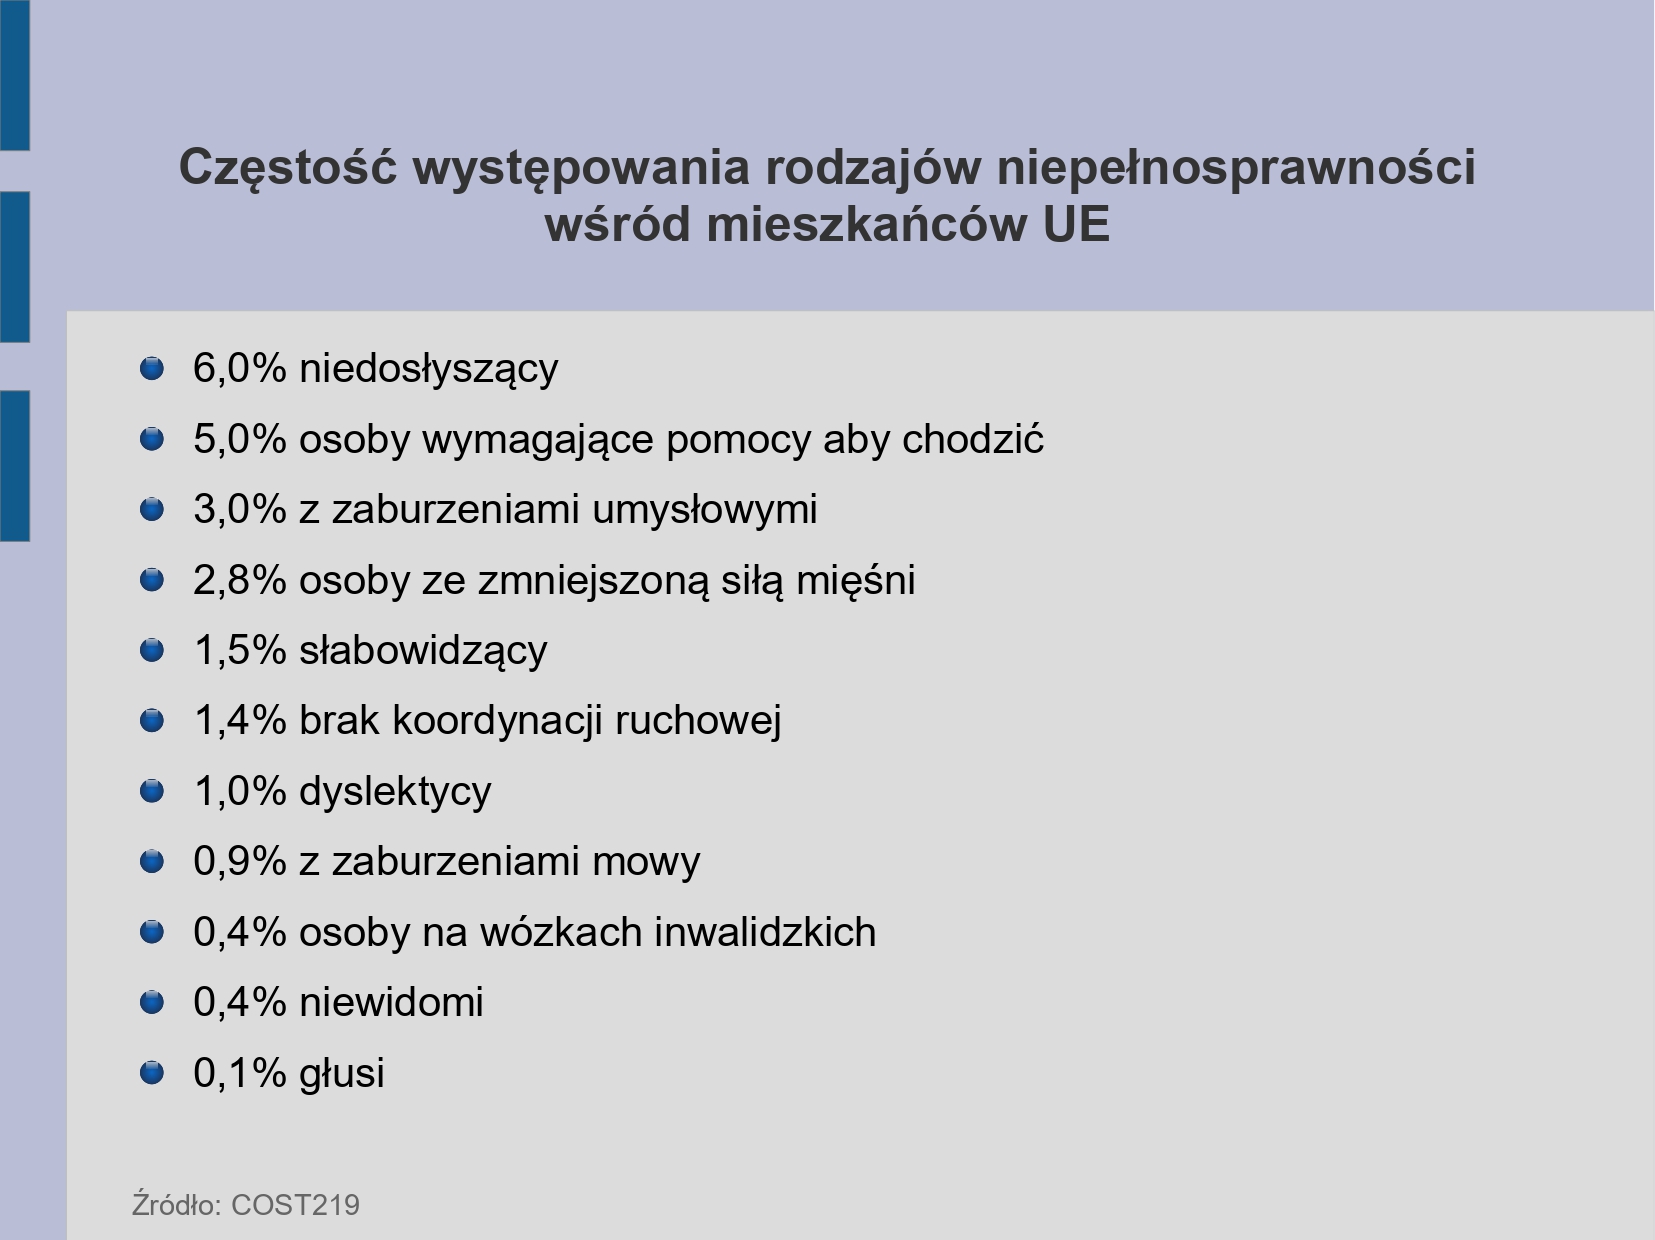 Częstość występowania rodzajów niepełnosprawności
wśród mieszkańców UE
6,0% niedosłyszący
5,0% osoby wymagające pomocy aby chodzić
3,0% z zaburzeniami umysłowymi
2,8% osoby ze zmniejszoną siłą mięśni
1,5% słabowidzący
1,4% brak koordynacji ruchowej
1,0% dyslektycy
0,9% z zaburzeniami mowy
0,4% osoby na wózkach inwalidzkich
0,4% niewidomi
0,1% głusi
Źródło: COST219